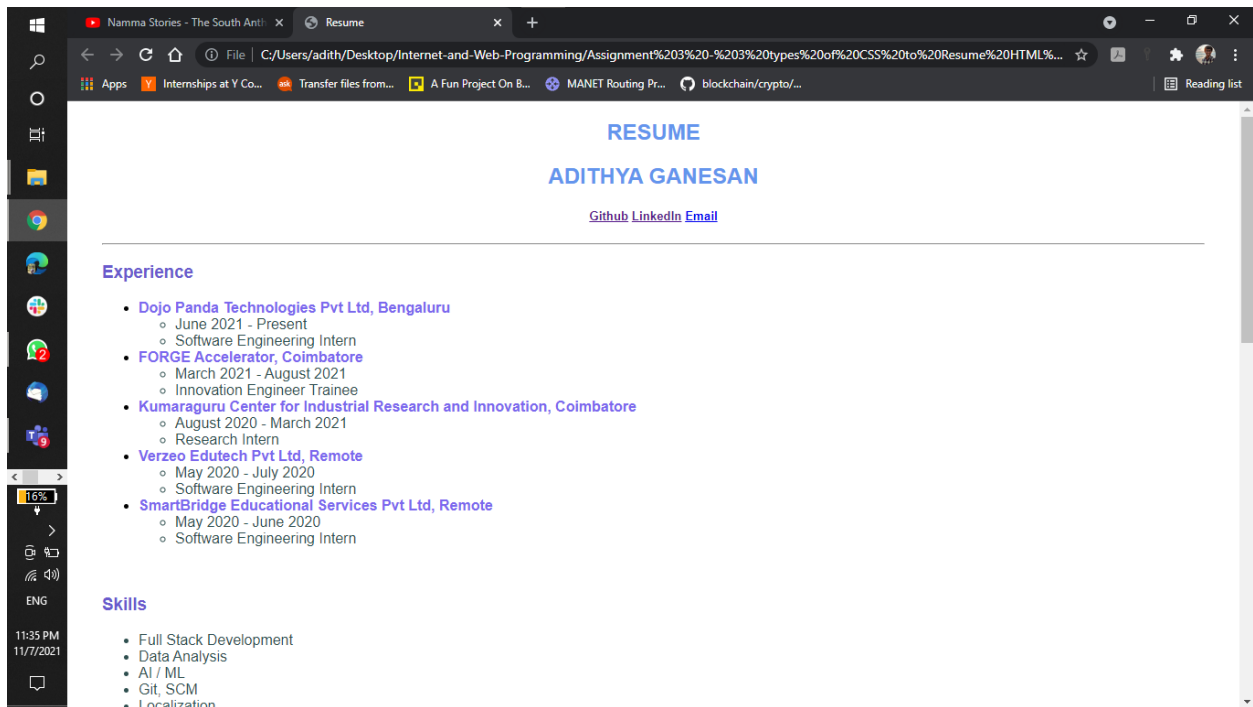 Namma Stories - The South Anth
Resume
File | C:/Users/adith/Desktop/Internet-and-Web-Programming/Assignment%203%20-%203%20types%20of%20CSS%20to%20Resume%20HTML%...
Apps
Internships at Y Co...
ask
Transfer files from...
A Fun Project On B...
MANET Routing Pr...
blockchain/crypto/...
Reading list
RESUME
ADITHYA GANESAN
Github LinkedIn Email
Experience
Dojo Panda Technologies Pvt Ltd, Bengaluru
June 2021 - Present
Software Engineering Intern
FORGE Accelerator, Coimbatore
March 2021 - August 2021
Innovation Engineer Trainee
Kumaraguru Center for Industrial Research and Innovation, Coimbatore
August 2020 - March 2021
Research Intern
Verzeo Edutech Pvt Ltd, Remote
May 2020 - July 2020
Software Engineering Intern
SmartBridge Educational Services Pvt Ltd, Remote
May 2020 - June 2020
Software Engineering Intern
Skills
Full Stack Development
Data Analysis
AI / ML
Git, SCM
Localization
2
9
16%
ENG
11:35 PM
11/7/2021